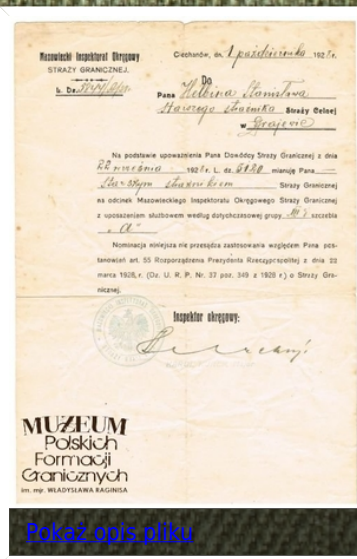 Mazowiecki Inspektorat Okręgowy
STRAŻY GRANICZNEJ.
Ciechanów, dn. 1 października 1928 r.
L. Dz.
Do
Pana Helbina Stanisława
Starszego strażnika Straży Celnej
w Grajewie
Na podstawie upoważnienia Pana Dowódcy Straży Granicznej z dnia
22 września 1928 r. L. dz. 5020 mianuję Pana
Starszym strażnikiem Straży Granicznej
na odcinek Mazowieckiego Inspektoratu Okręgowego Straży Granicznej
z uposażeniem służbowem według dotychczasowej grupy szczebla
„a"
Nominacja niniejsza nie przesądza zastosowania względem Pana pos-
tanowień art. 55 Rozporządzenia Prezydenta Rzeczypospolitej z dnia 22
marca 1928, r. (Dz. U. R. P. Nr. 37 poz. 349 z 1928 r.) o Straży Gra-
nicznej.
Inspektor okręgowy:
MUZEUM
Polskich
Formacji
Granicznych
im. mjr. WŁADYSŁAWA RAGINISA
Pokaż opis pliku